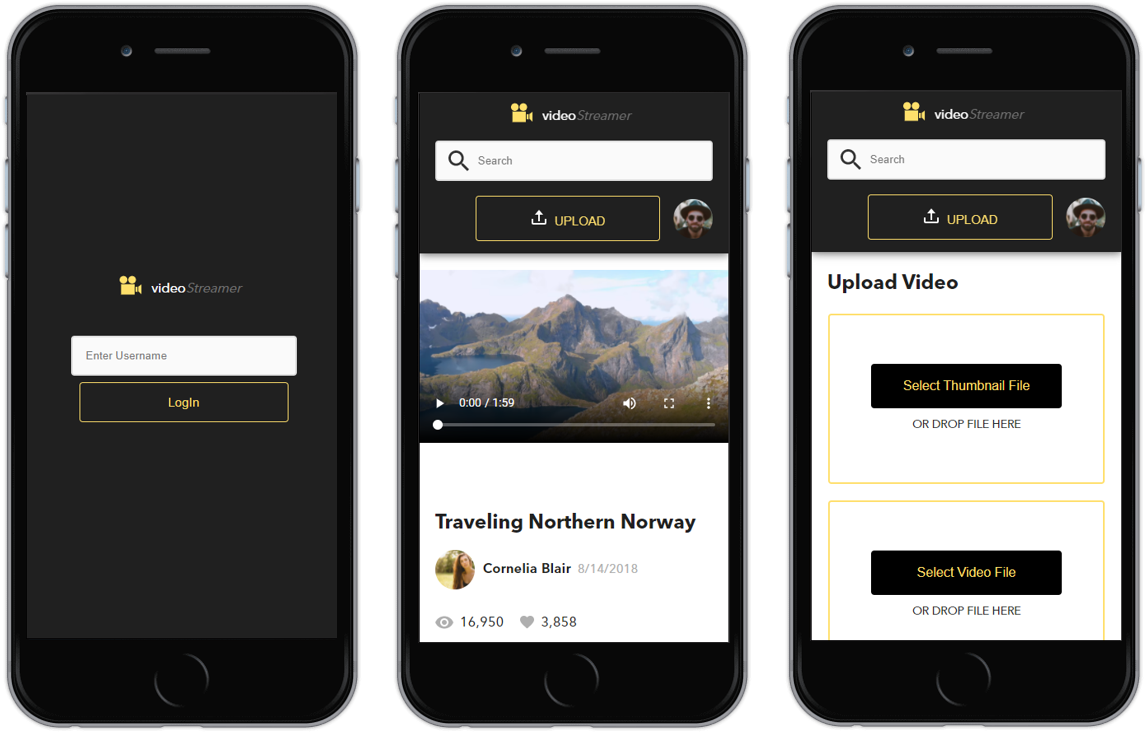 videoStreamer
Enter Username
LogIn
videoStreamer
Search
UPLOAD
0:00 / 1:59
Traveling Northern Norway
Cornelia Blair 8/14/2018
16,950 3,858
videoStreamer
Search
UPLOAD
Upload Video
Select Thumbnail File
OR DROP FILE HERE
Select Video File
OR DROP FILE HERE